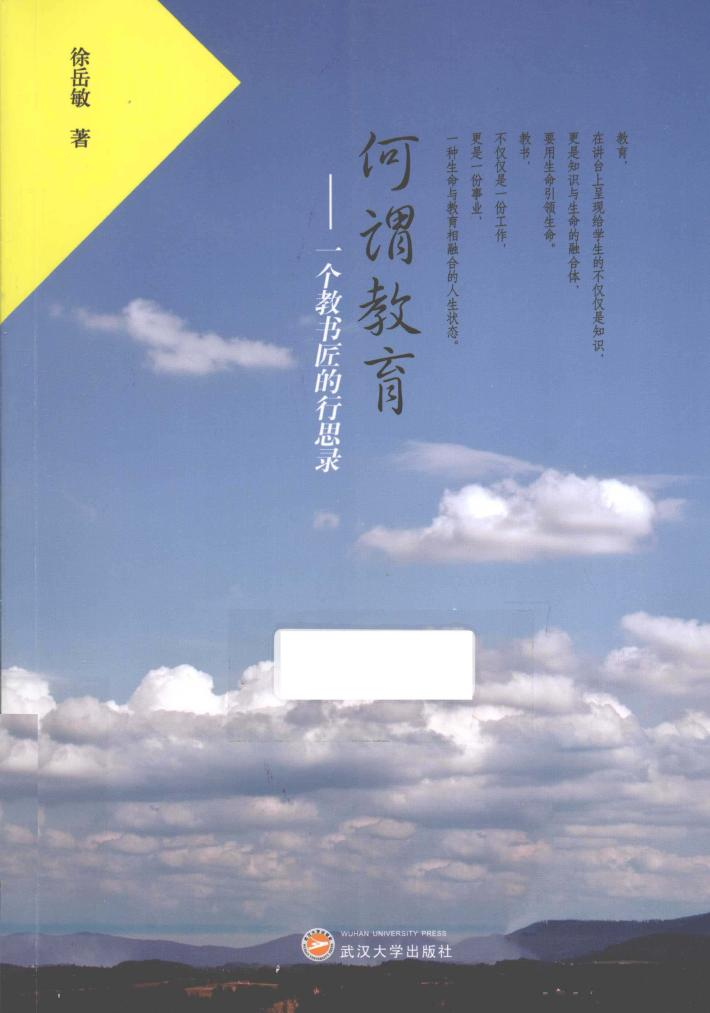 徐岳敏 著
教育，
在讲台上呈现给学生的不仅仅是知识，
更是知识与生命的融合体，
要用生命引领生命。
教书，
不仅仅是一份工作，
更是一份事业，
一种生命与教育相融合的人生状态。
何谓教育
——一个教书匠的行思录
WUHAN UNIVERSITY PRESS
武汉大学出版社